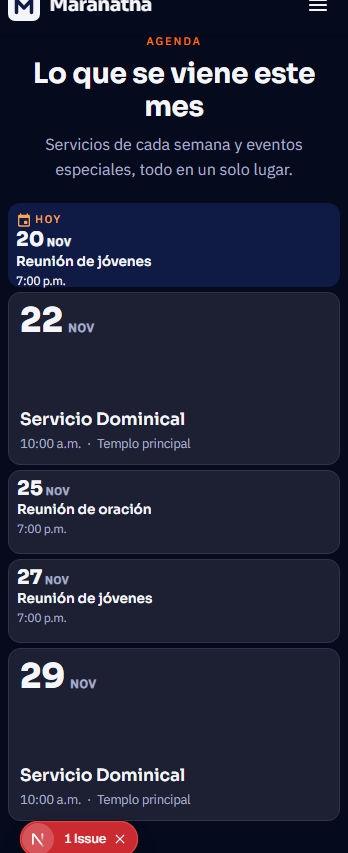 M Maranatha
AGENDA
Lo que se viene este
mes
Servicios de cada semana y eventos
especiales, todo en un solo lugar.
HOY
20 NOV
Reunión de jóvenes
7:00 p.m.
22 NOV
Servicio Dominical
10:00 a.m. · Templo principal
25 NOV
Reunión de oración
7:00 p.m.
27 NOV
Reunión de jóvenes
7:00 p.m.
29 NOV
Servicio Dominical
10:00 a.m. · Templo principal
N 1 Issue